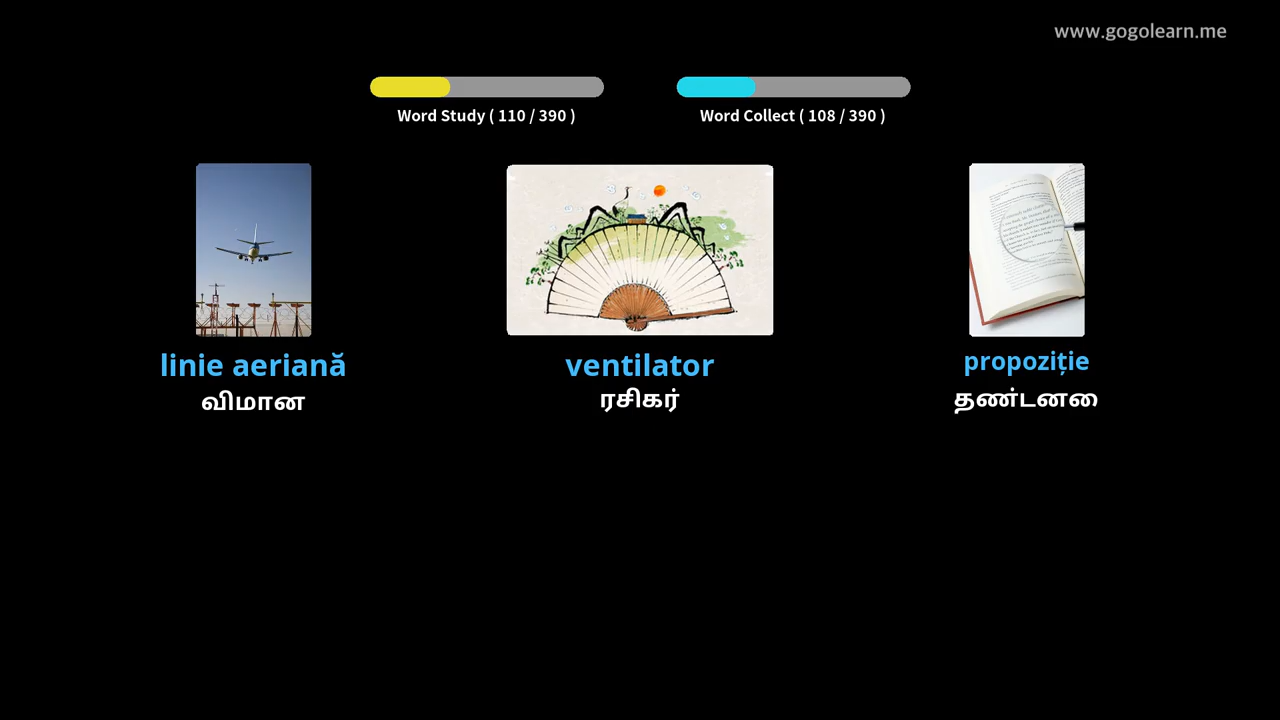 www.gogolearn.me
Word Study ( 110 / 390 )
Word Collect ( 108 / 390 )
linie aeriană
ventilator
propoziție
விமான
ரசிகர்
தண்டனை